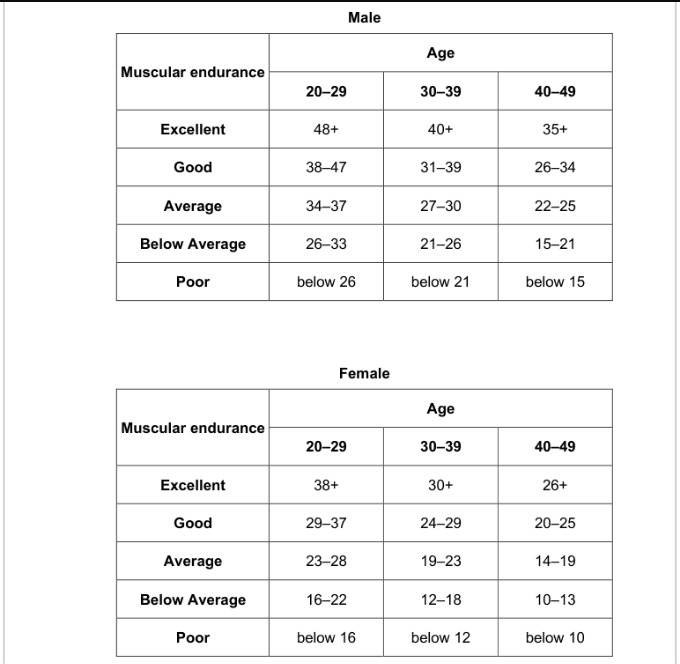 Male
Muscular endurance
Age
20–29 30–39 40–49
Excellent 48+ 40+ 35+
Good 38–47 31–39 26–34
Average 34–37 27–30 22–25
Below Average 26–33 21–26 15–21
Poor below 26 below 21 below 15
Female
Muscular endurance
Age
20–29 30–39 40–49
Excellent 38+ 30+ 26+
Good 29–37 24–29 20–25
Average 23–28 19–23 14–19
Below Average 16–22 12–18 10–13
Poor below 16 below 12 below 10